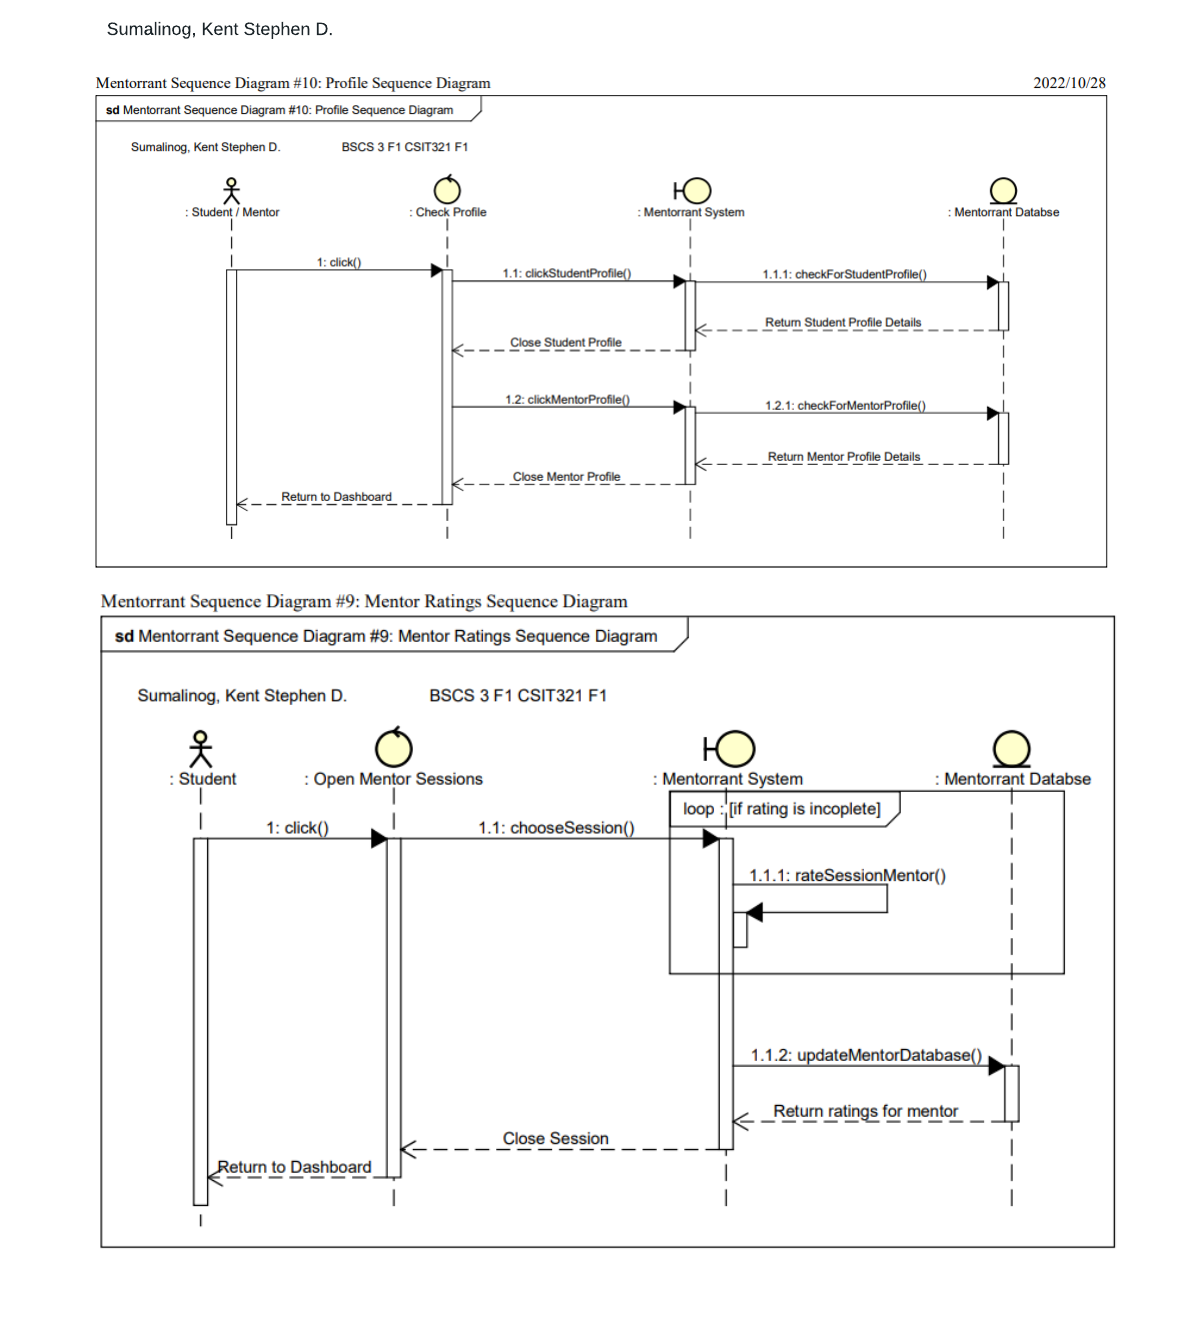 Sumalinog, Kent Stephen D.
Mentorrant Sequence Diagram #10: Profile Sequence Diagram 2022/10/28
sd Mentorrant Sequence Diagram #10: Profile Sequence Diagram
Sumalinog, Kent Stephen D. BSCS 3 F1 CSIT321 F1
: Student / Mentor : Check Profile : Mentorrant System : Mentorrant Databse
1: click()
1.1: clickStudentProfile() 1.1.1: checkForStudentProfile()
Return Student Profile Details
Close Student Profile
1.2: clickMentorProfile() 1.2.1: checkForMentorProfile()
Return Mentor Profile Details
Close Mentor Profile
Return to Dashboard
Mentorrant Sequence Diagram #9: Mentor Ratings Sequence Diagram
sd Mentorrant Sequence Diagram #9: Mentor Ratings Sequence Diagram
Sumalinog, Kent Stephen D. BSCS 3 F1 CSIT321 F1
: Student : Open Mentor Sessions : Mentorrant System : Mentorrant Databse
loop : [if rating is incoplete]
1: click() 1.1: chooseSession()
1.1.1: rateSessionMentor()
1.1.2: updateMentorDatabase()
Return ratings for mentor
Close Session
Return to Dashboard